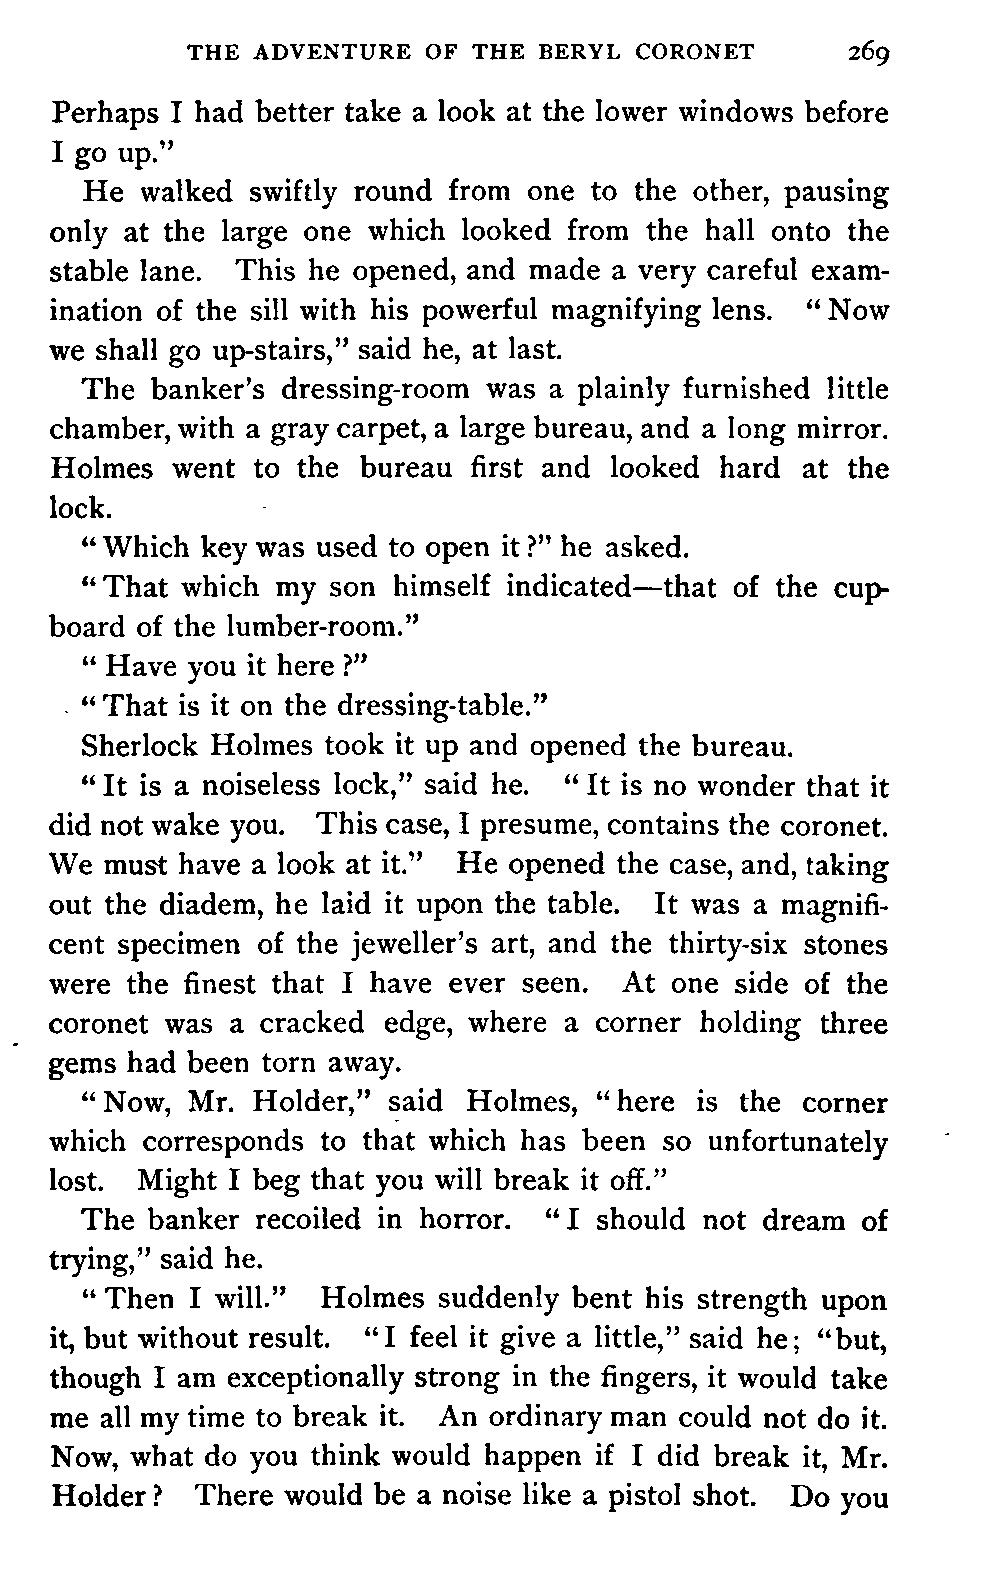 THE ADVENTURE OF THE BERYL CORONET 269
Perhaps I had better take a look at the lower windows before
I go up."
He walked swiftly round from one to the other, pausing
only at the large one which looked from the hall onto the
stable lane. This he opened, and made a very careful exam-
ination of the sill with his powerful magnifying lens. "Now
we shall go up-stairs," said he, at last.
The banker's dressing-room was a plainly furnished little
chamber, with a gray carpet, a large bureau, and a long mirror.
Holmes went to the bureau first and looked hard at the
lock.
"Which key was used to open it?" he asked.
"That which my son himself indicated—that of the cup-
board of the lumber-room."
"Have you it here?"
"That is it on the dressing-table."
Sherlock Holmes took it up and opened the bureau.
"It is a noiseless lock," said he. "It is no wonder that it
did not wake you. This case, I presume, contains the coronet.
We must have a look at it." He opened the case, and, taking
out the diadem, he laid it upon the table. It was a magnifi-
cent specimen of the jeweller's art, and the thirty-six stones
were the finest that I have ever seen. At one side of the
coronet was a cracked edge, where a corner holding three
gems had been torn away.
"Now, Mr. Holder," said Holmes, "here is the corner
which corresponds to that which has been so unfortunately
lost. Might I beg that you will break it off."
The banker recoiled in horror. "I should not dream of
trying," said he.
"Then I will." Holmes suddenly bent his strength upon
it, but without result. "I feel it give a little," said he; "but,
though I am exceptionally strong in the fingers, it would take
me all my time to break it. An ordinary man could not do it.
Now, what do you think would happen if I did break it, Mr.
Holder? There would be a noise like a pistol shot. Do you